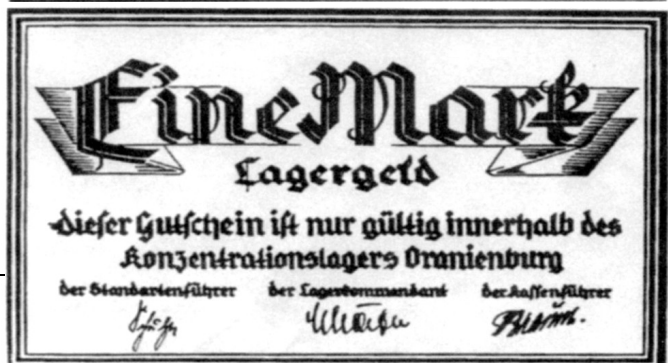 Eine Mark
Lagergeld
dieser Gutschein ist nur gültig innerhalb des
Konzentrationslagers Oranienburg
der Standartenführer der Lagerkommandant der Kassenführer